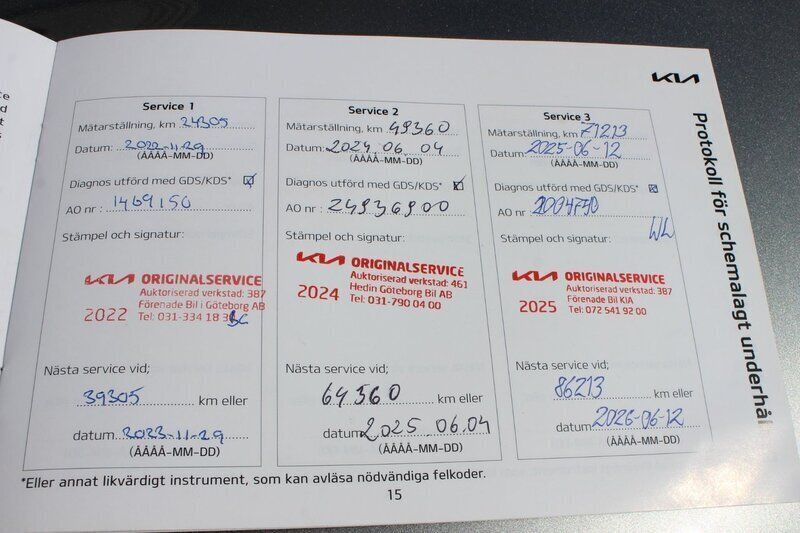 KIA
Protokoll för schemalagt underhå
Service 1
Mätarställning, km 24305
Datum: 2022-11-29
(ÅÅÅÅ-MM-DD)
Diagnos utförd med GDS/KDS*
AO nr : 1469150
Stämpel och signatur:
KIA ORIGINALSERVICE
Auktoriserad verkstad: 387
Förenade Bil i Göteborg AB
2022 Tel: 031-334 18 3
Nästa service vid;
39305 km eller
datum 2023-11-29
(ÅÅÅÅ-MM-DD)
Service 2
Mätarställning, km 49360
Datum: 2024.06.04
(ÅÅÅÅ-MM-DD)
Diagnos utförd med GDS/KDS*
AO nr : 24936900
Stämpel och signatur:
KIA ORIGINALSERVICE
Auktoriserad verkstad: 461
Hedin Göteborg Bil AB
2024 Tel: 031-790 04 00
Nästa service vid;
64360 km eller
datum 2025.06.04
(ÅÅÅÅ-MM-DD)
Service 3
Mätarställning, km 71213
Datum: 2025-06-12
(ÅÅÅÅ-MM-DD)
Diagnos utförd med GDS/KDS*
AO nr : 2004790
Stämpel och signatur:
KIA ORIGINALSERVICE
Auktoriserad verkstad: 387
Förenade Bil KIA
2025 Tel: 072 541 92 00
Nästa service vid;
86213 km eller
datum 2026-06-12
(ÅÅÅÅ-MM-DD)
*Eller annat likvärdigt instrument, som kan avläsa nödvändiga felkoder.
15